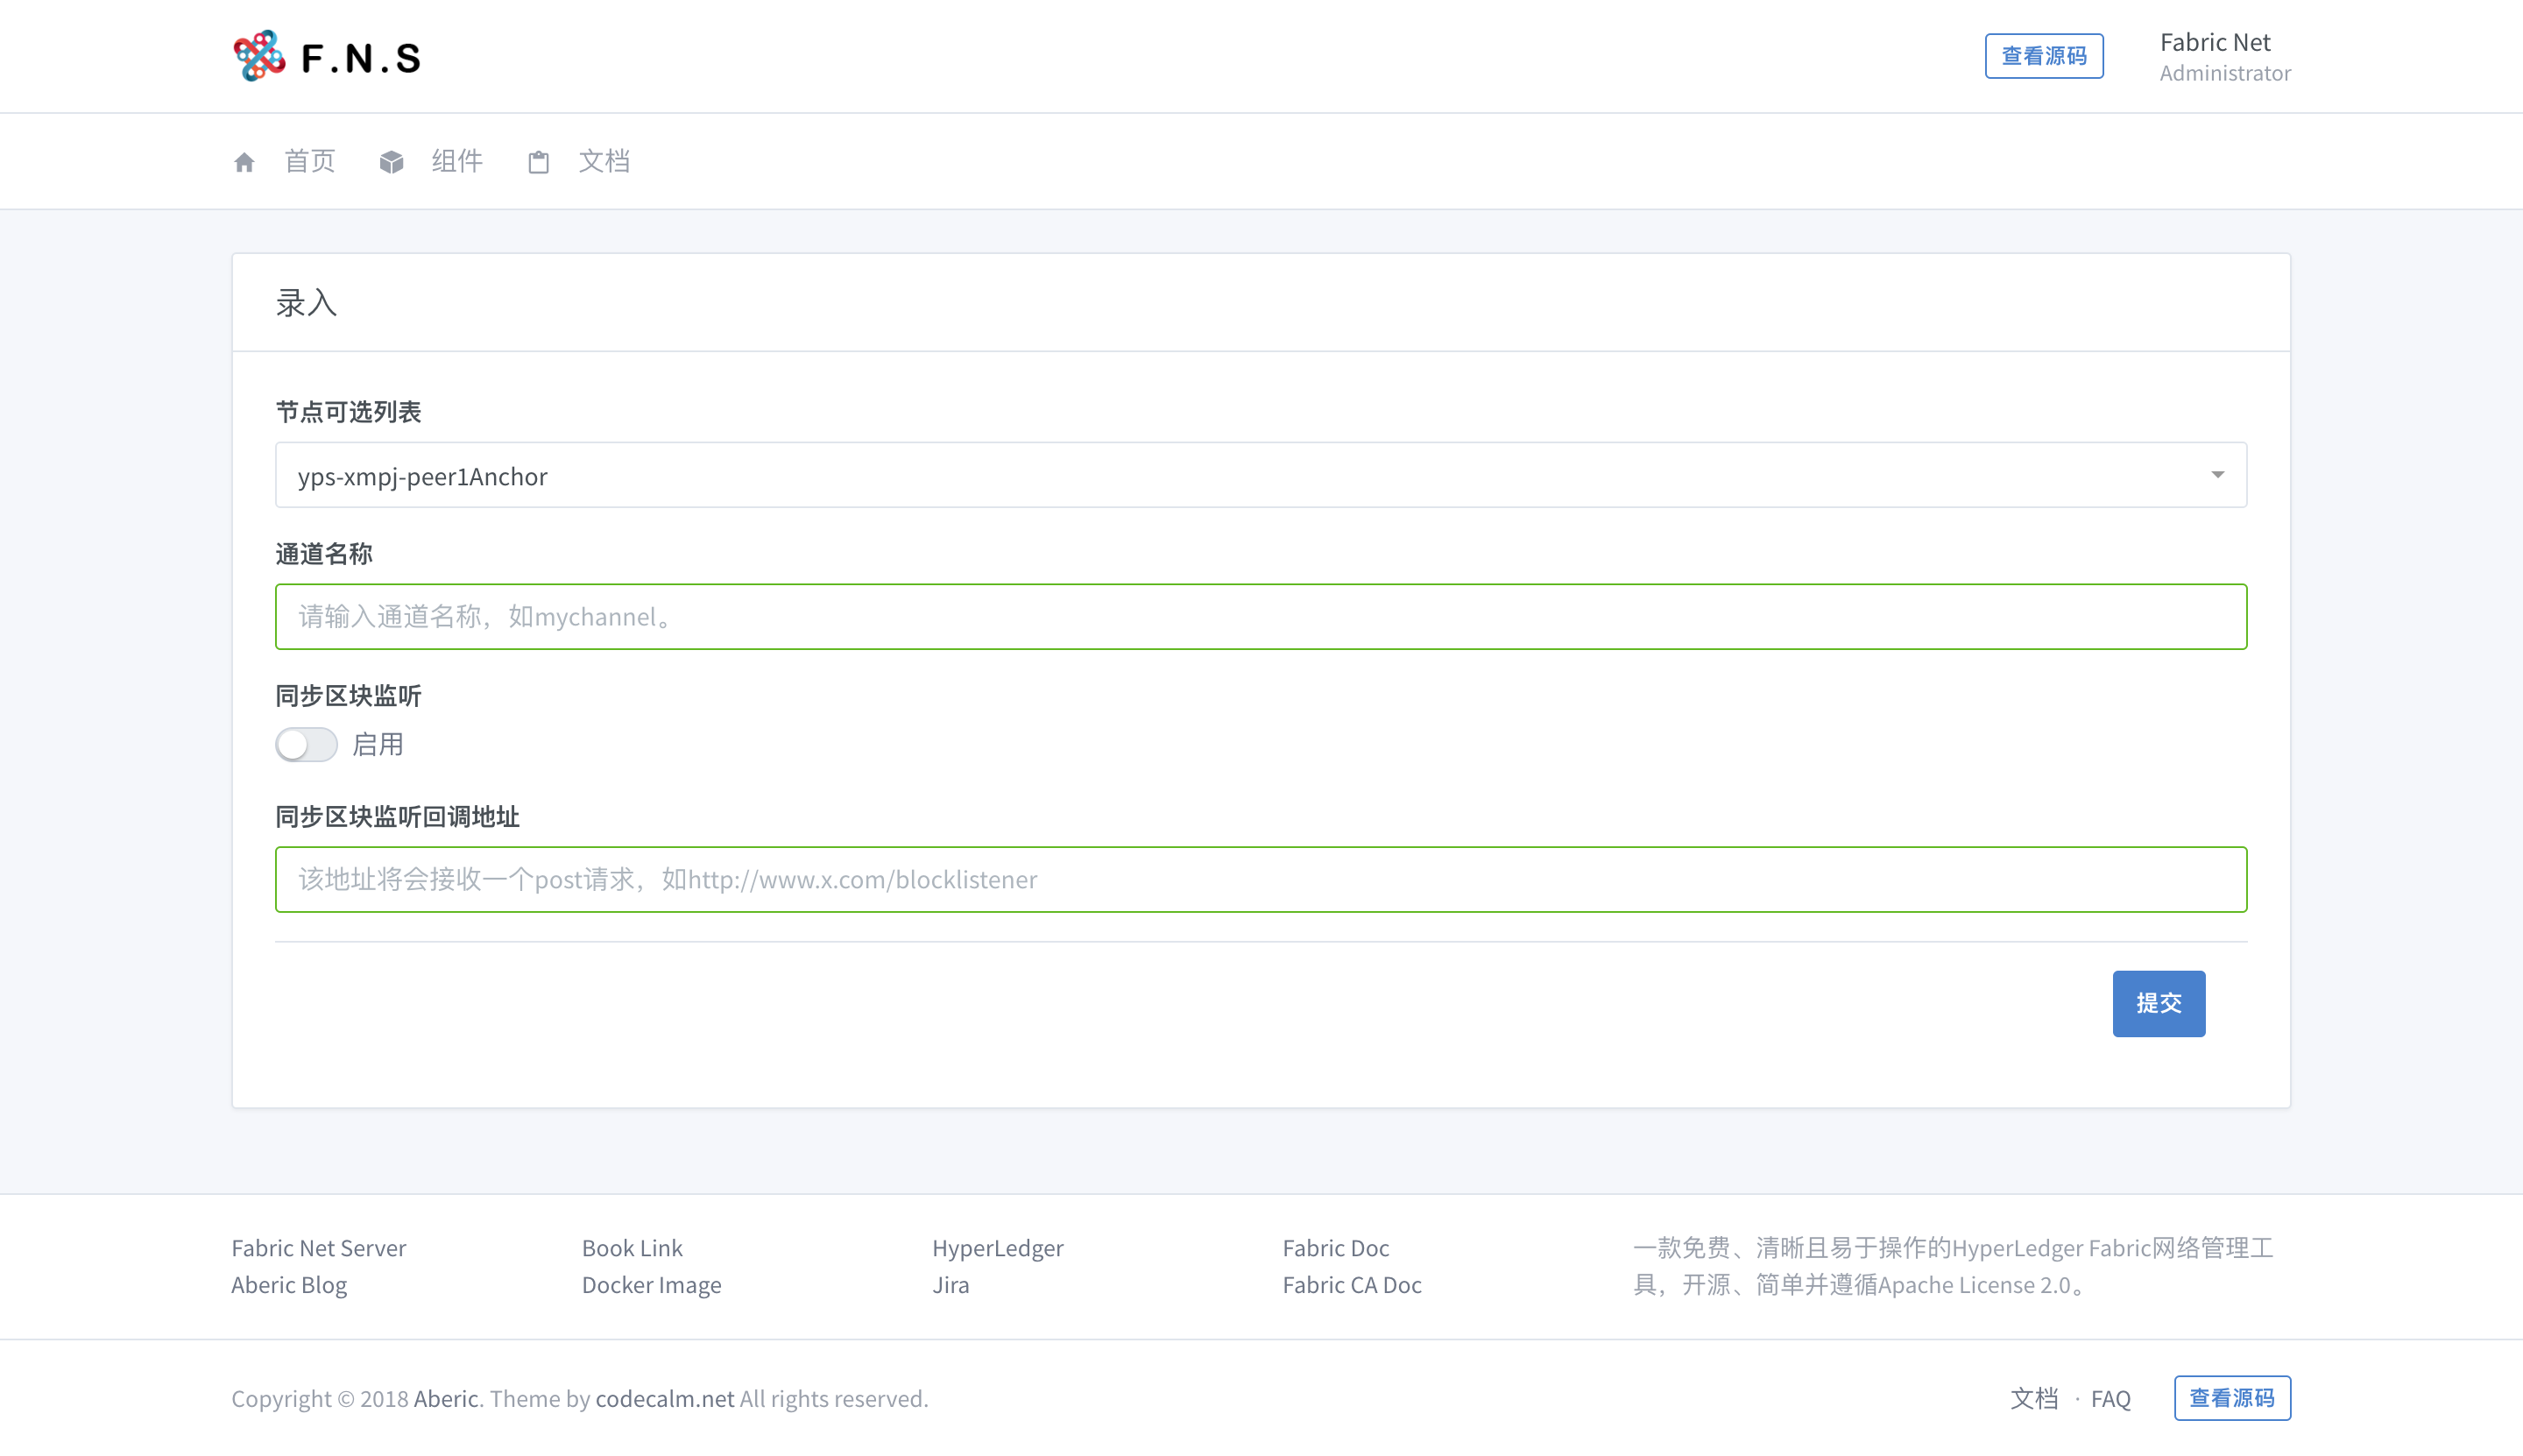 F.N.S
查看源码
Fabric Net
Administrator
首页
组件
文档
录入
节点可选列表
yps-xmpj-peer1Anchor
通道名称
请输入通道名称，如mychannel。
同步区块监听
启用
同步区块监听回调地址
该地址将会接收一个post请求，如http://www.x.com/blocklistener
提交
Fabric Net Server
Book Link
HyperLedger
Fabric Doc
一款免费、清晰且易于操作的HyperLedger Fabric网络管理工
Aberic Blog
Docker Image
Jira
Fabric CA Doc
具，开源、简单并遵循Apache License 2.0。
Copyright © 2018 Aberic. Theme by codecalm.net All rights reserved.
文档 · FAQ
查看源码